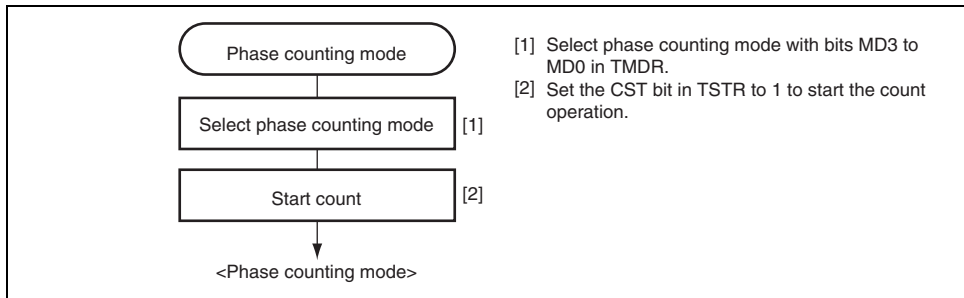 Phase counting mode
Select phase counting mode [1]
Start count [2]
<Phase counting mode>
[1] Select phase counting mode with bits MD3 to
MD0 in TMDR.
[2] Set the CST bit in TSTR to 1 to start the count
operation.